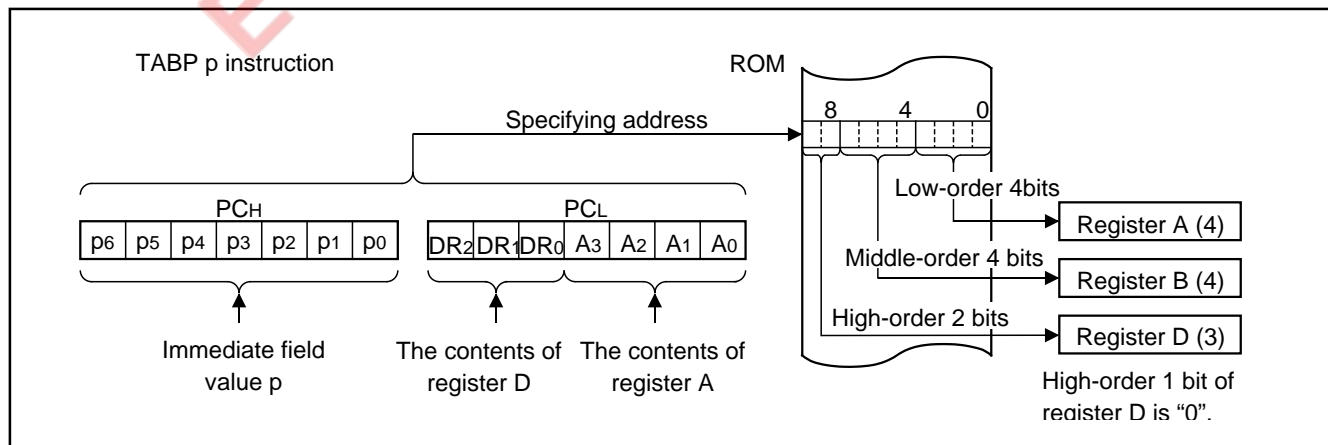 TABP p instruction
ROM
8 4 0
Specifying address
Low-order 4bits
PCH
PCL
p6 p5 p4 p3 p2 p1 p0
DR2 DR1 DR0 A3 A2 A1 A0
Register A (4)
Middle-order 4 bits
Register B (4)
High-order 2 bits
Register D (3)
Immediate field
value p
The contents of
register D
The contents of
register A
High-order 1 bit of
register D is “0”.